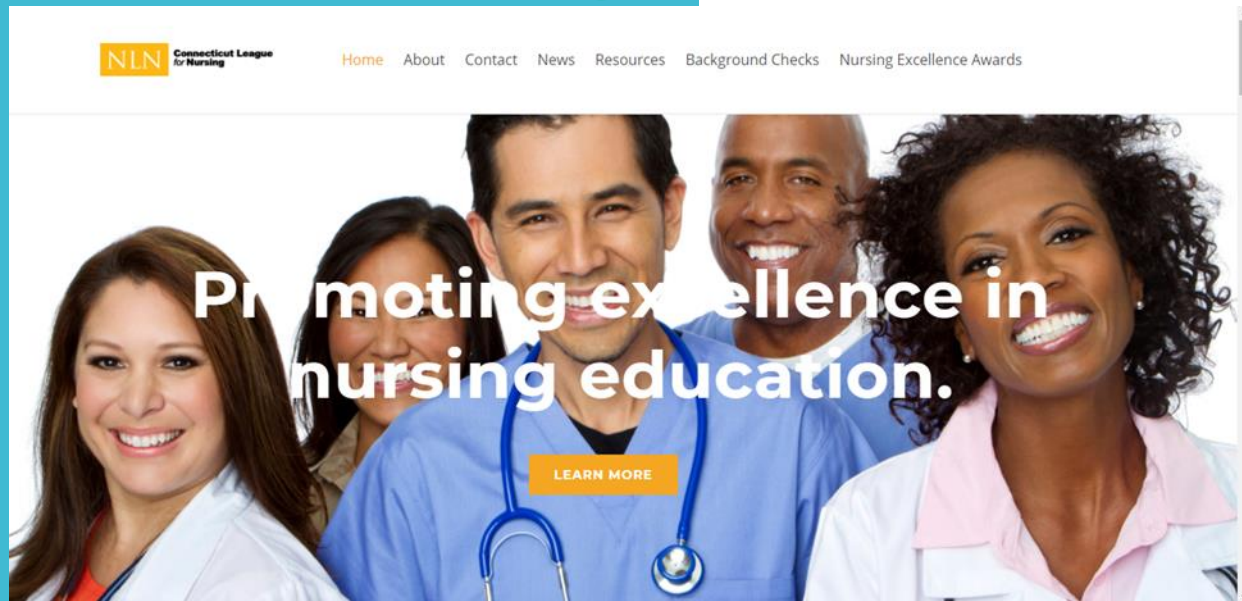 NLN Connecticut League
for Nursing
Home About Contact News Resources Background Checks Nursing Excellence Awards
Promoting excellence in
nursing education.
LEARN MORE